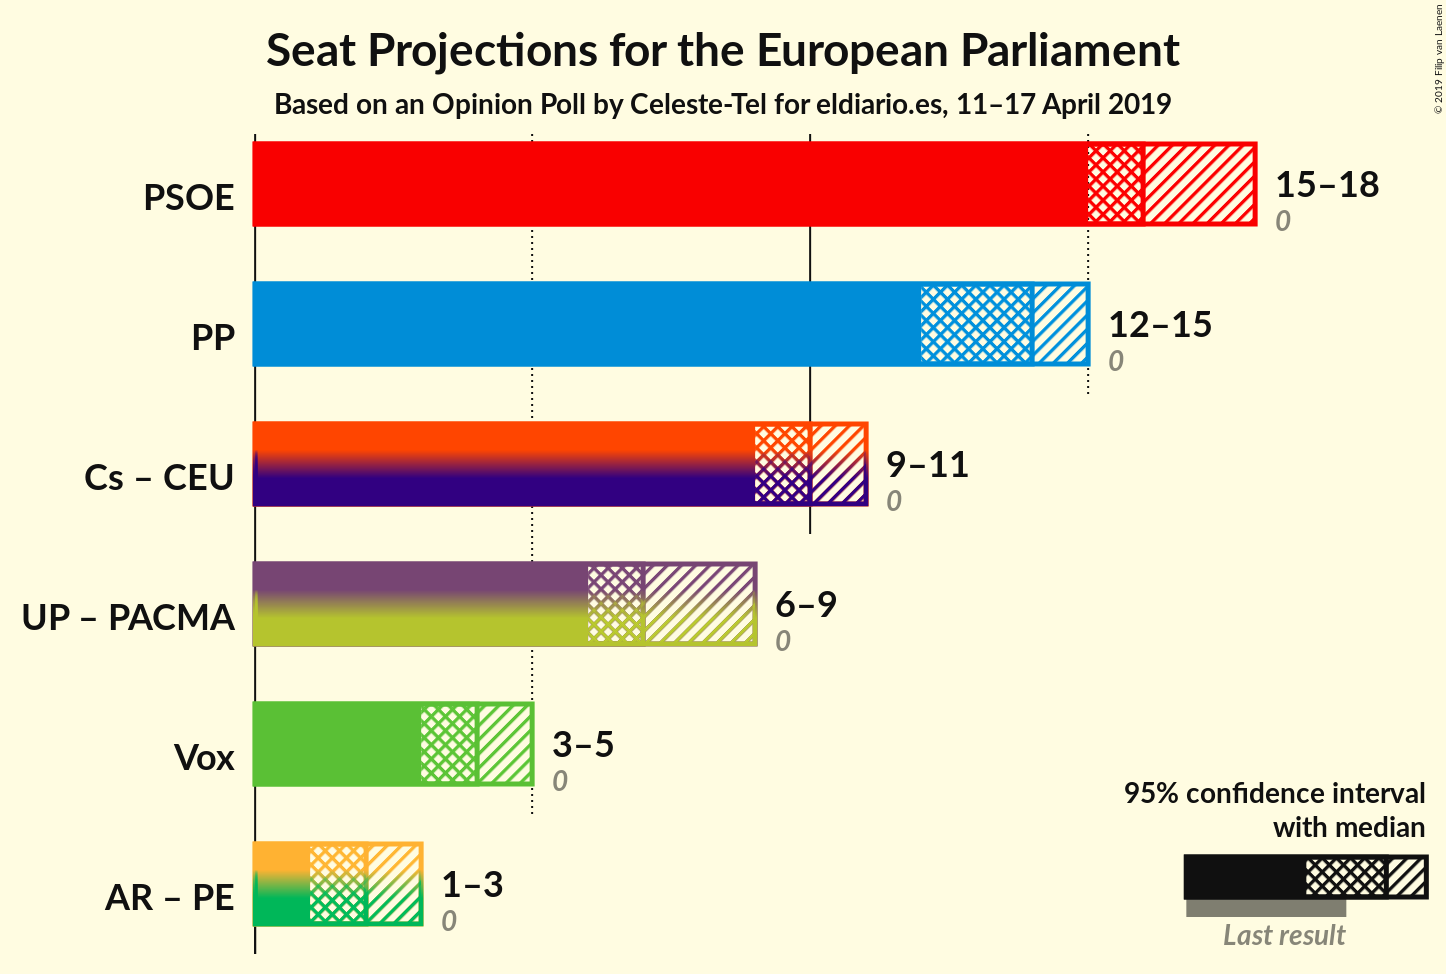 Seat Projections for the European Parliament
Based on an Opinion Poll by Celeste-Tel for eldiario.es, 11–17 April 2019
© 2019 Filip van Laenen
PSOE
15–18
0
PP
12–15
0
Cs – CEU
9–11
0
UP – PACMA
6–9
0
Vox
3–5
0
AR – PE
1–3
0
95% confidence interval
with median
Last result